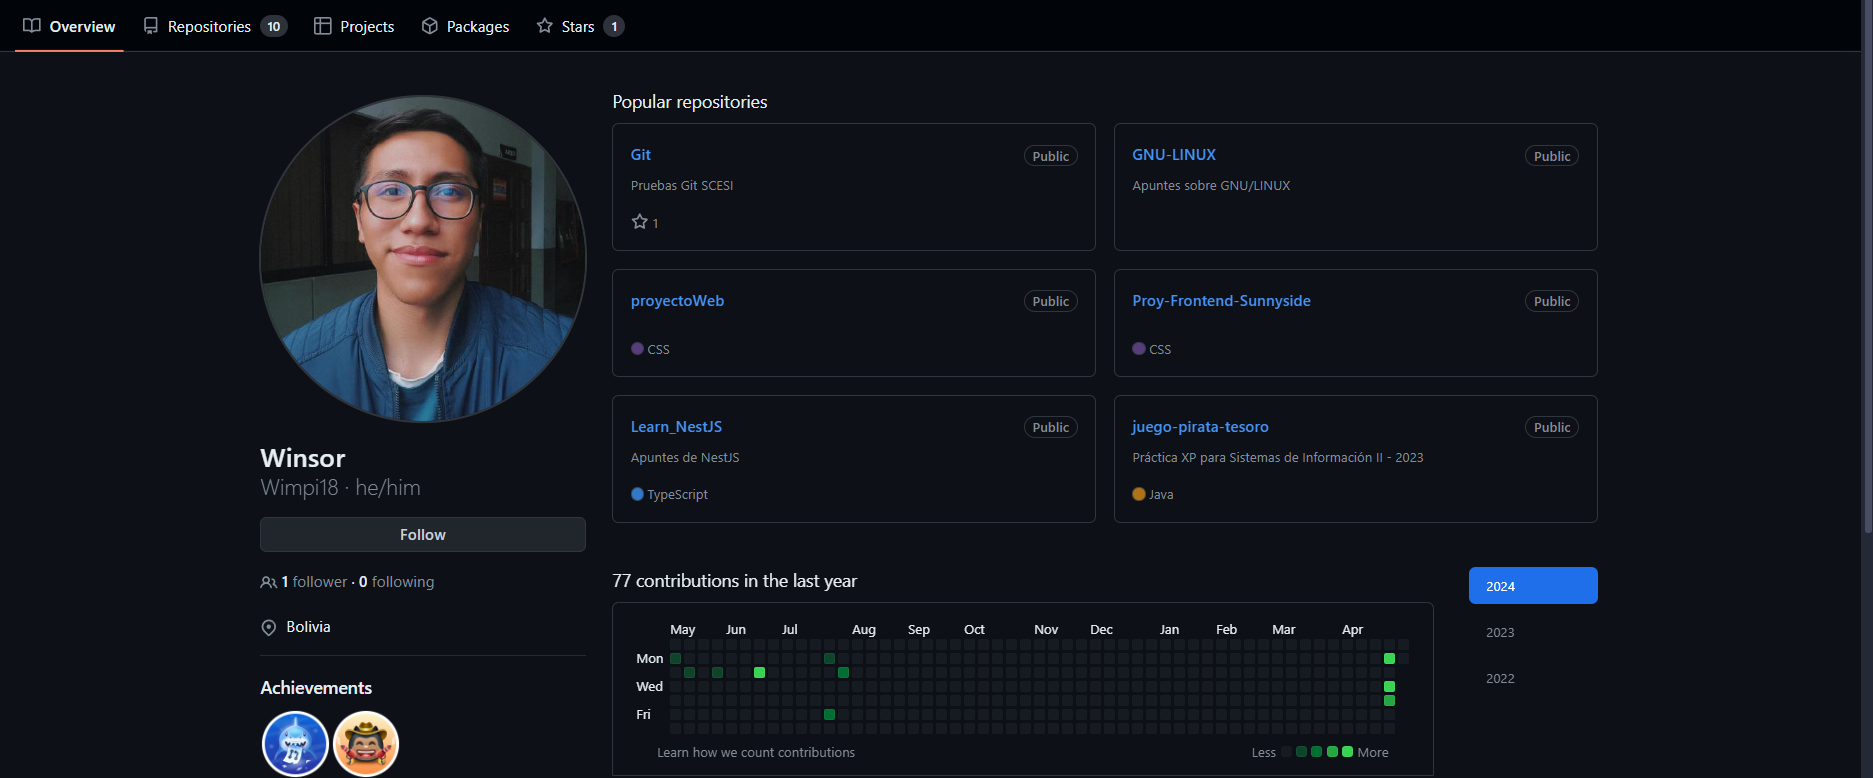 Overview Repositories 10 Projects Packages Stars 1
Popular repositories
Git Public
Pruebas Git SCESI
1
GNU-LINUX Public
Apuntes sobre GNU/LINUX
proyectoWeb Public
CSS
Proy-Frontend-Sunnyside Public
CSS
Learn_NestJS Public
Apuntes de NestJS
TypeScript
juego-pirata-tesoro Public
Práctica XP para Sistemas de Información II - 2023
Java
Winsor
Wimpi18 · he/him
Follow
1 follower · 0 following
Bolivia
Achievements
77 contributions in the last year
May Jun Jul Aug Sep Oct Nov Dec Jan Feb Mar Apr
Mon
Wed
Fri
Learn how we count contributions
Less More
2024
2023
2022